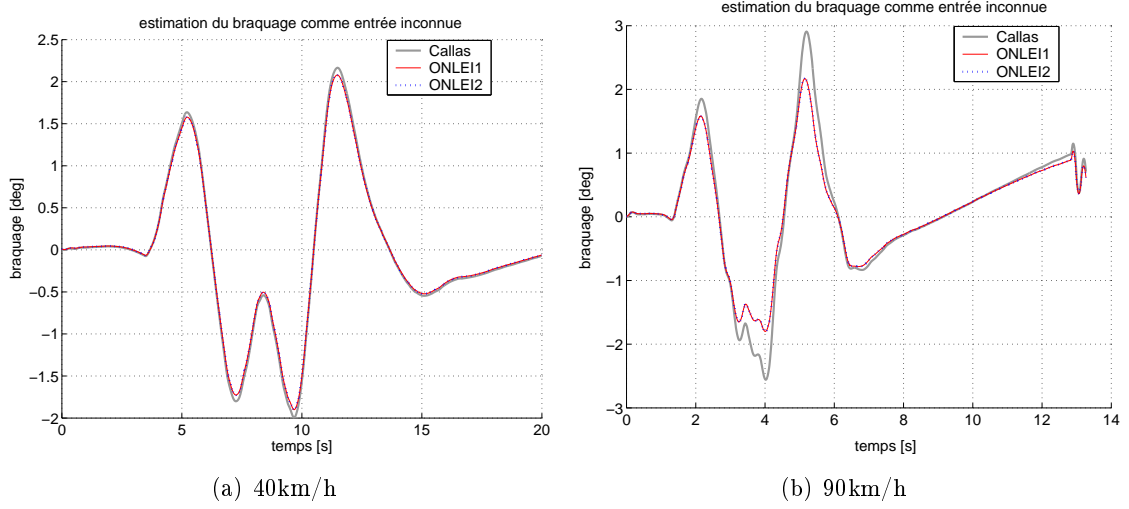 estimation du braquage comme entrée inconnue
Callas
ONLEI1
ONLEI2
braquage [deg]
2.5
2
1.5
1
0.5
0
−0.5
−1
−1.5
−2
0 5 10 15 20
temps [s]
(a) 40km/h
estimation du braquage comme entrée inconnue
Callas
ONLEI1
ONLEI2
braquage [deg]
3
2
1
0
−1
−2
−3
0 2 4 6 8 10 12 14
temps [s]
(b) 90km/h